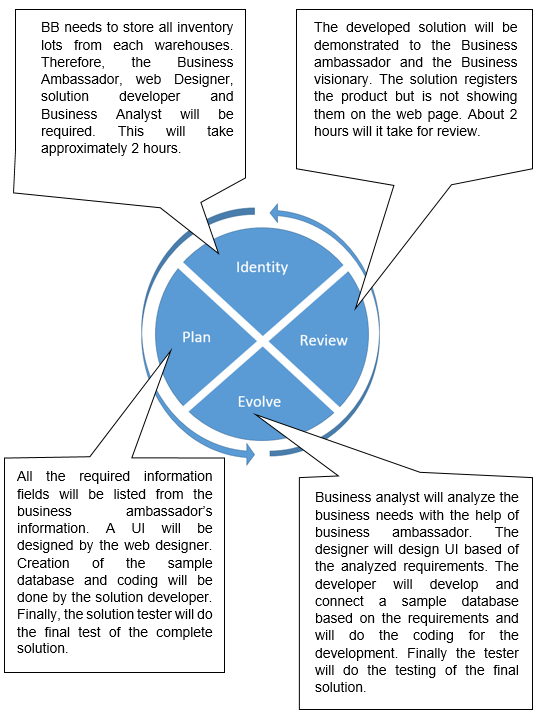 BB needs to store all inventory
lots from each warehouses.
Therefore, the Business
Ambassador, web Designer,
solution developer and
Business Analyst will be
required. This will take
approximately 2 hours.
The developed solution will be
demonstrated to the Business
ambassador and the Business
visionary. The solution registers
the product but is not showing
them on the web page. About 2
hours will it take for review.
Identity
Plan
Review
Evolve
All the required information
fields will be listed from the
business ambassador's
information. A UI will be
designed by the web designer.
Creation of the sample
database and coding will be
done by the solution developer.
Finally, the solution tester will do
the final test of the complete
solution.
Business analyst will analyze the
business needs with the help of
business ambassador. The
designer will design UI based of
the analyzed requirements. The
developer will develop and
connect a sample database
based on the requirements and
will do the coding for the
development. Finally the tester
will do the testing of the final
solution.